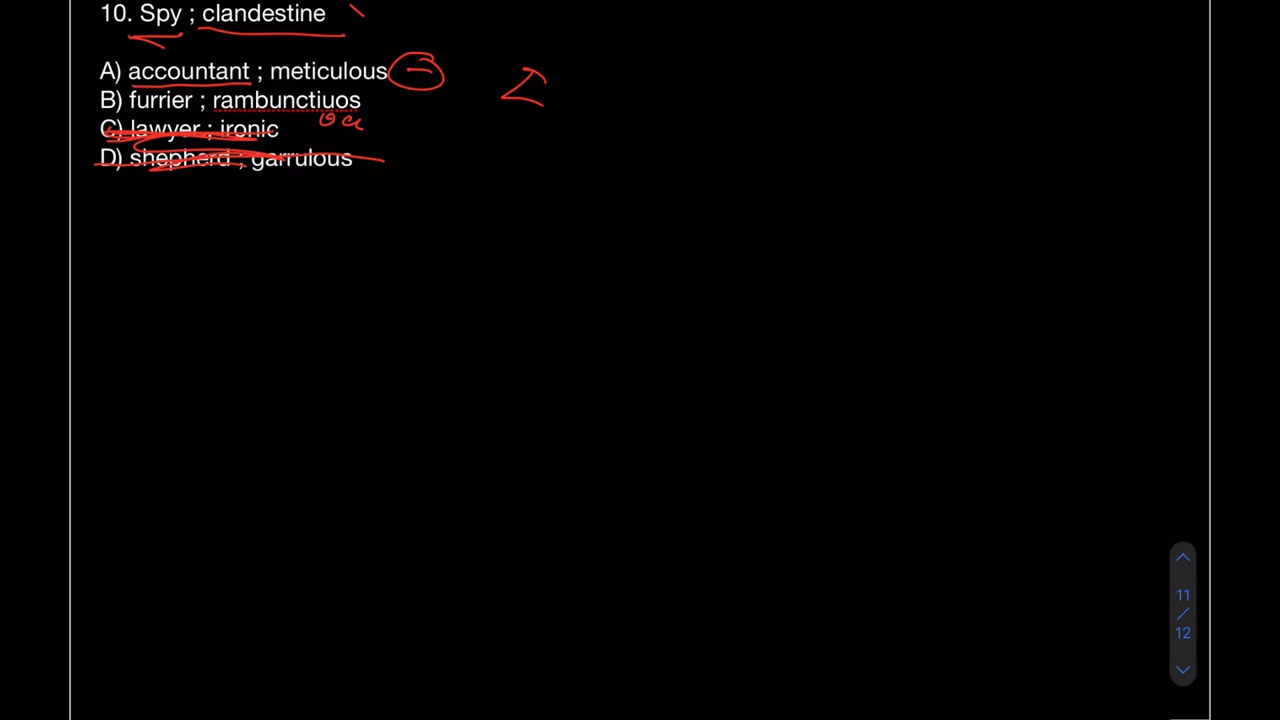 10. Spy ; clandestine
A) accountant ; meticulous
B) furrier ; rambunctiuos
C) lawyer ; ironic
D) shepherd ; garrulous
11
/
12